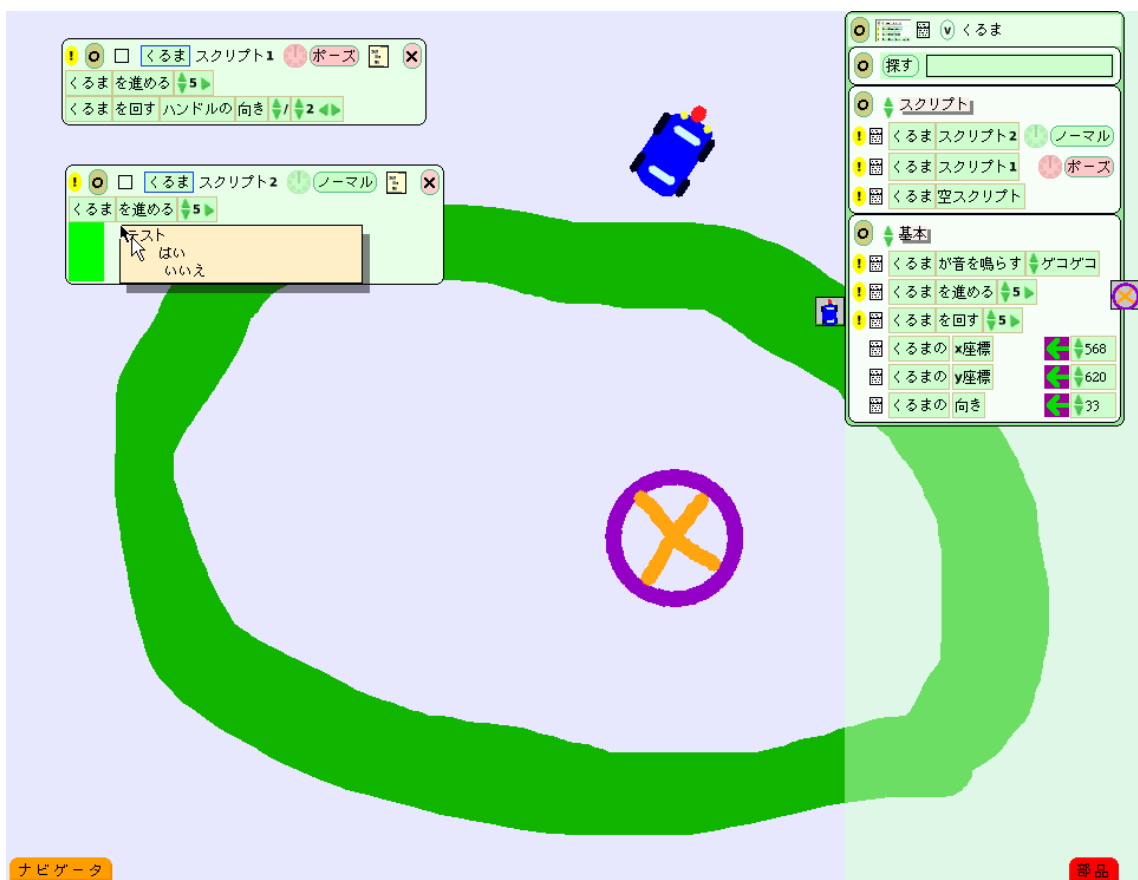 ! O くるま スクリプト1 ポーズ
くるま を進める 5
くるま を回す ハンドルの 向き / 2
! O くるま スクリプト2 ノーマル
くるま を進める 5
テスト
はい
いいえ
O v くるま
O 探す
O スクリプト
! くるま スクリプト2 ノーマル
! くるま スクリプト1 ポーズ
! くるま 空スクリプト
O 基本
! くるま が音を鳴らす ゲコゲコ
! くるま を進める 5
! くるま を回す 5
くるまの x座標 568
くるまの y座標 620
くるまの 向き 33
ナビゲータ
部品